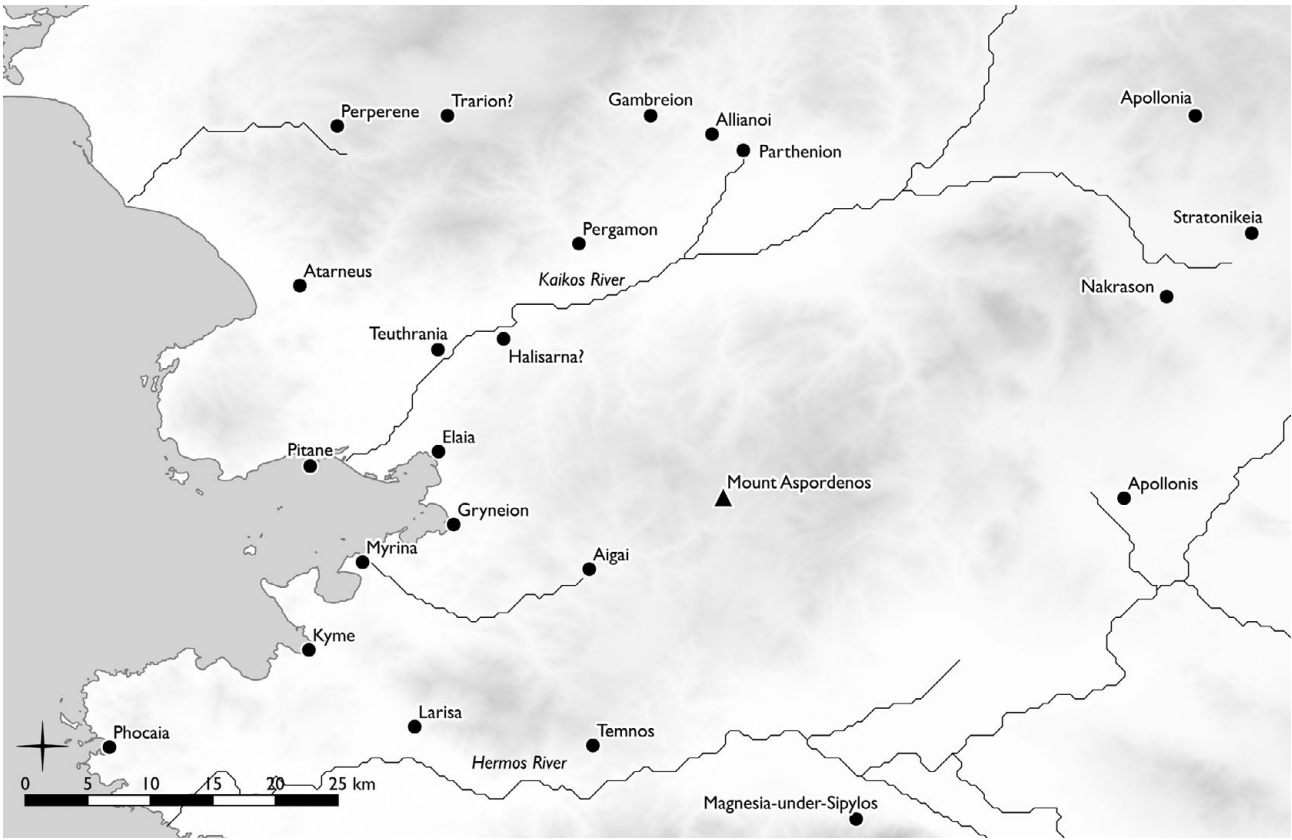 Gambreion
Trarion?
Apollonia
Perperene
Allianoi
Parthenion
Stratonikeia
Pergamon
Atarneus
Kaikos River
Nakrason
Teuthrania
Halisarna?
Elaia
Pitane
Mount Aspordenos
Apollonis
Gryneion
Myrina
Aigai
Kyme
Larisa
Temnos
Phocaia
Hermos River
0 5 10 15 20 25 km
Magnesia-under-Sipylos